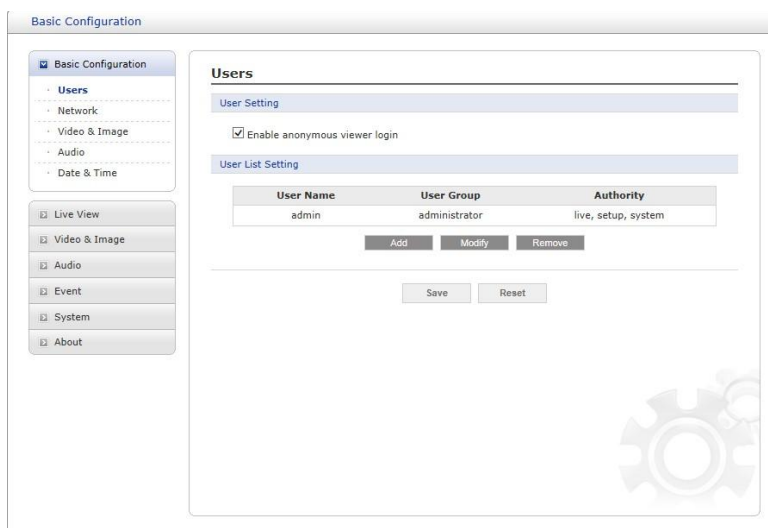 Basic Configuration
Basic Configuration
Users
Network
Video & Image
Audio
Date & Time
Live View
Video & Image
Audio
Event
System
About
Users
User Setting
Enable anonymous viewer login
User List Setting
User Name User Group Authority
admin administrator live, setup, system
Add Modify Remove
Save Reset